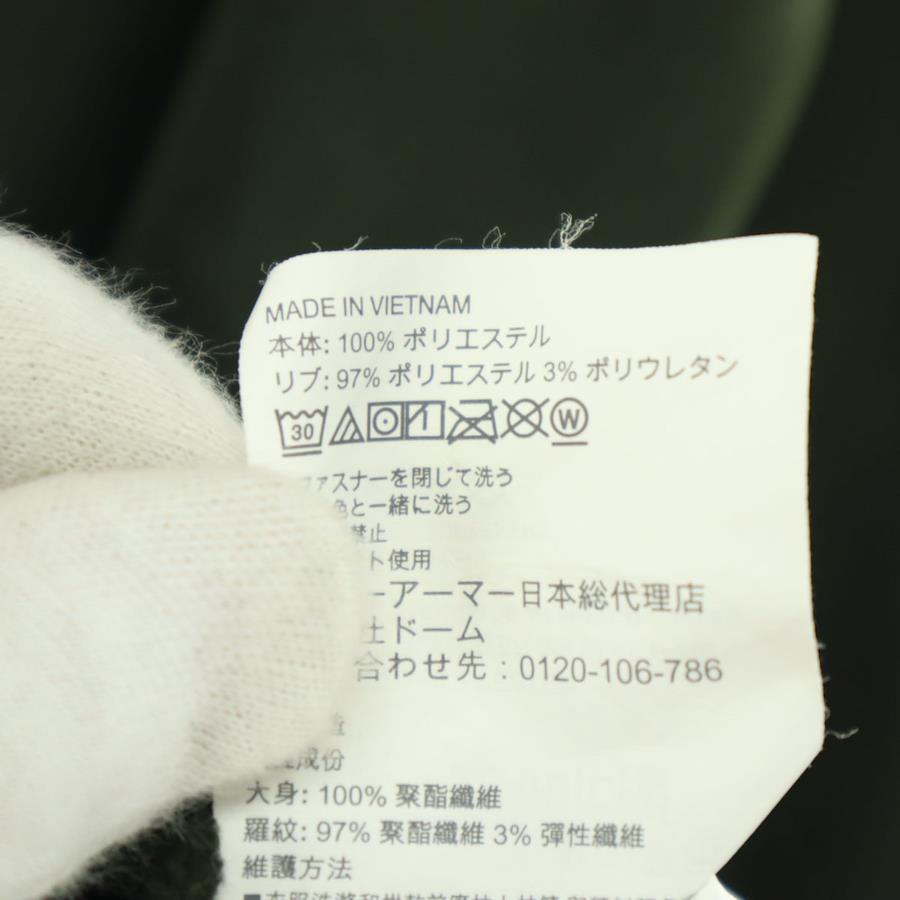 MADE IN VIETNAM
本体: 100% ポリエステル
リブ: 97% ポリエステル 3% ポリウレタン
30 W
ァスナーを閉じて洗う
色と一緒に洗う
禁止
ト使用
ーアーマー日本総代理店
社ドーム
合わせ先 : 0120-106-786
造
成份
大身: 100% 聚酯纖維
羅紋: 97% 聚酯纖維 3% 彈性纖維
維護方法